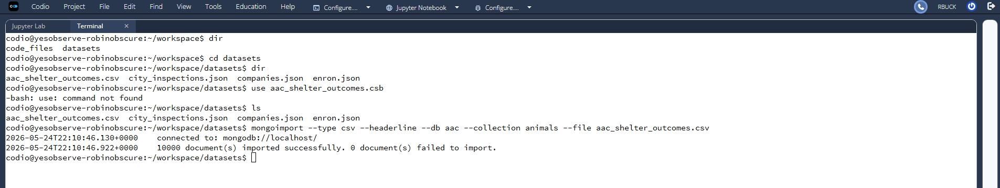 Codio Project File Edit Find View Tools Education Help Configure.... Jupyter Notebook Configure.... RBUCK
Jupyter Lab Terminal ×
codio@yesobserve-robinobscure:~/workspace$ dir
code_files  datasets
codio@yesobserve-robinobscure:~/workspace$ cd datasets
codio@yesobserve-robinobscure:~/workspace/datasets$ dir
aac_shelter_outcomes.csv  city_inspections.json  companies.json  enron.json
codio@yesobserve-robinobscure:~/workspace/datasets$ use aac_shelter_outcomes.csb
-bash: use: command not found
codio@yesobserve-robinobscure:~/workspace/datasets$ ls
aac_shelter_outcomes.csv  city_inspections.json  companies.json  enron.json
codio@yesobserve-robinobscure:~/workspace/datasets$ mongoimport --type csv --headerline --db aac --collection animals --file aac_shelter_outcomes.csv
2026-05-24T22:10:46.130+0000    connected to: mongodb://localhost/
2026-05-24T22:10:46.922+0000    10000 document(s) imported successfully. 0 document(s) failed to import.
codio@yesobserve-robinobscure:~/workspace/datasets$